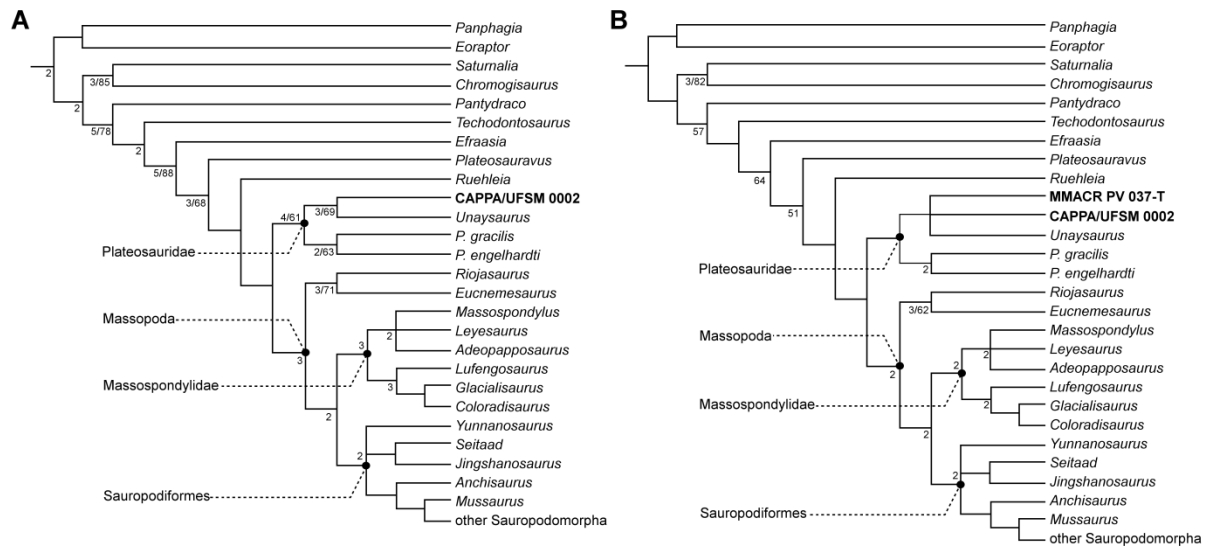 A
Panphagia
Eoraptor
2
Saturnalia
3/85
Chromogisaurus
2
Pantydraco
5/78
Techodontosaurus
2
Efraasia
5/88
Plateosauravus
3/68
Ruehleia
CAPPA/UFSM 0002
4/61
3/69
Unaysaurus
P. gracilis
Plateosauridae
2/63
P. engelhardti
Riojasaurus
3/71
Eucnemesaurus
Massopoda
Massospondylus
Leyesaurus
2
3
Adeopapposaurus
3
Massospondylidae
Lufengosaurus
3
Glacialisaurus
2
Coloradisaurus
Yunnanosaurus
Seitaad
2
Jingshanosaurus
Anchisaurus
Sauropodiformes
Mussaurus
other Sauropodomorpha
B
Panphagia
Eoraptor
Saturnalia
3/82
Chromogisaurus
Pantydraco
57
Techodontosaurus
Efraasia
64
Plateosauravus
51
Ruehleia
MMACR PV 037-T
CAPPA/UFSM 0002
Unaysaurus
P. gracilis
Plateosauridae
2
P. engelhardti
Riojasaurus
3/62
Eucnemesaurus
Massopoda
Massospondylus
Leyesaurus
2
2
Adeopapposaurus
2
Massospondylidae
Lufengosaurus
2
Glacialisaurus
2
Coloradisaurus
Yunnanosaurus
Seitaad
2
Jingshanosaurus
Anchisaurus
Sauropodiformes
Mussaurus
other Sauropodomorpha